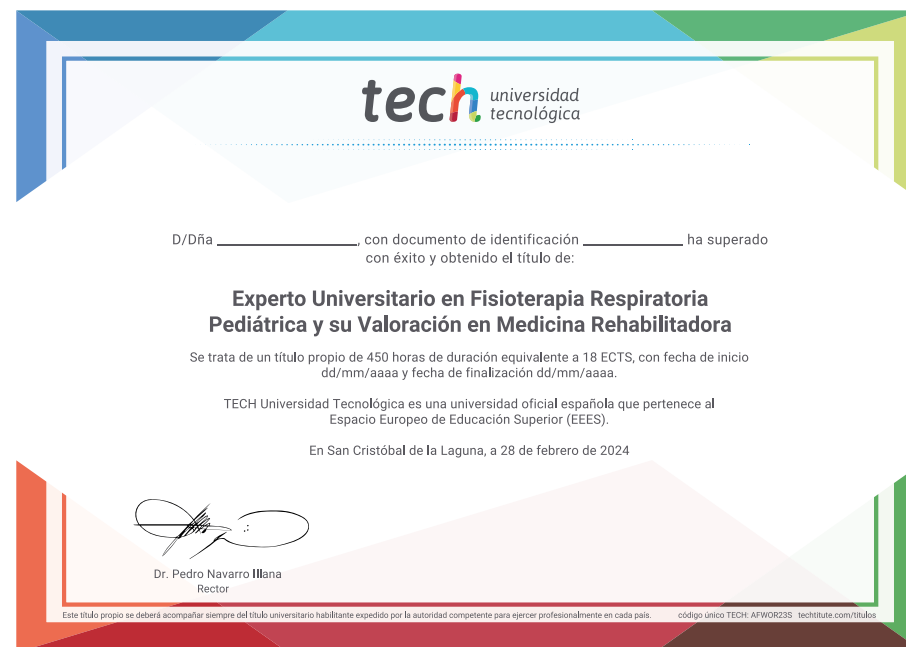 tech universidad
tecnológica
D/Dña ____________, con documento de identificación ____________ ha superado
con éxito y obtenido el título de:
Experto Universitario en Fisioterapia Respiratoria
Pediátrica y su Valoración en Medicina Rehabilitadora
Se trata de un título propio de 450 horas de duración equivalente a 18 ECTS, con fecha de inicio
dd/mm/aaaa y fecha de finalización dd/mm/aaaa.
TECH Universidad Tecnológica es una universidad oficial española que pertenece al
Espacio Europeo de Educación Superior (EEES).
En San Cristóbal de la Laguna, a 28 de febrero de 2024
Dr. Pedro Navarro Illana
Rector
Este título propio se deberá acompañar siempre del título universitario habilitante expedido por la autoridad competente para ejercer profesionalmente en cada país. código único TECH: AFWOR23S techtitute.com/titulos